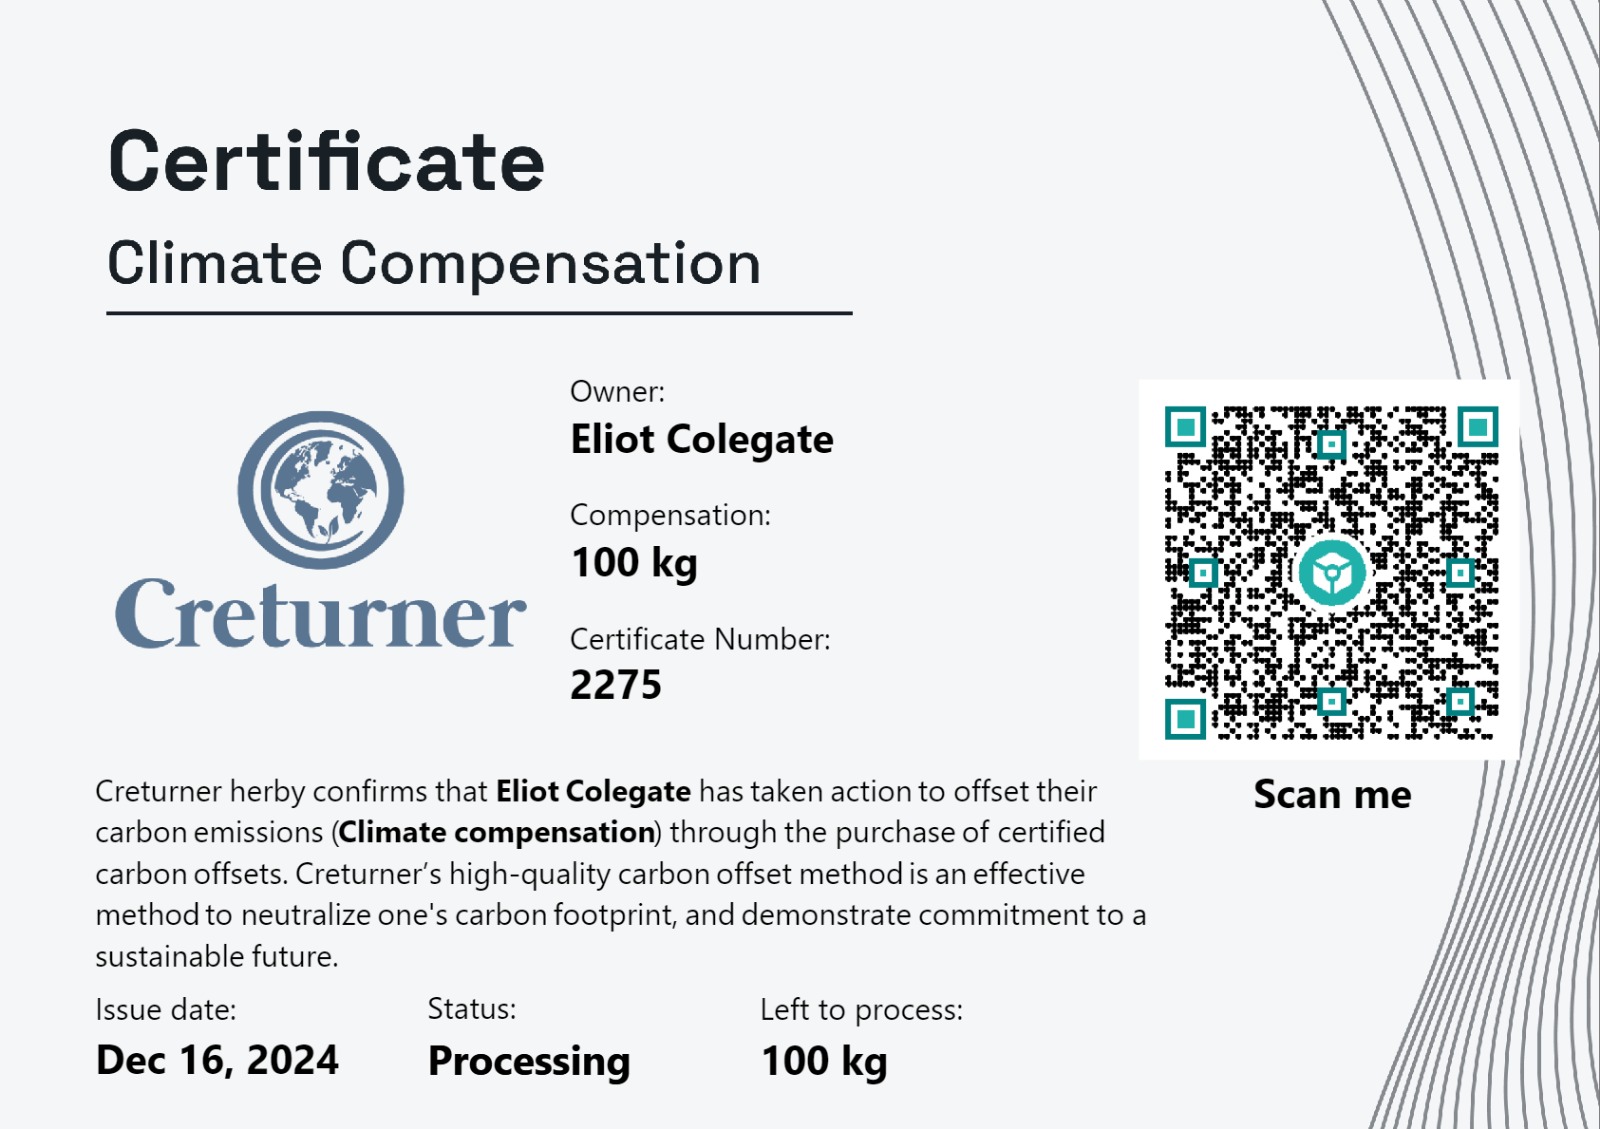 Certificate
Climate Compensation
Creturner
Owner:
Eliot Colegate
Compensation:
100 kg
Certificate Number:
2275
Scan me
Creturner herby confirms that Eliot Colegate has taken action to offset their
carbon emissions (Climate compensation) through the purchase of certified
carbon offsets. Creturner’s high-quality carbon offset method is an effective
method to neutralize one's carbon footprint, and demonstrate commitment to a
sustainable future.
Issue date:
Dec 16, 2024
Status:
Processing
Left to process:
100 kg